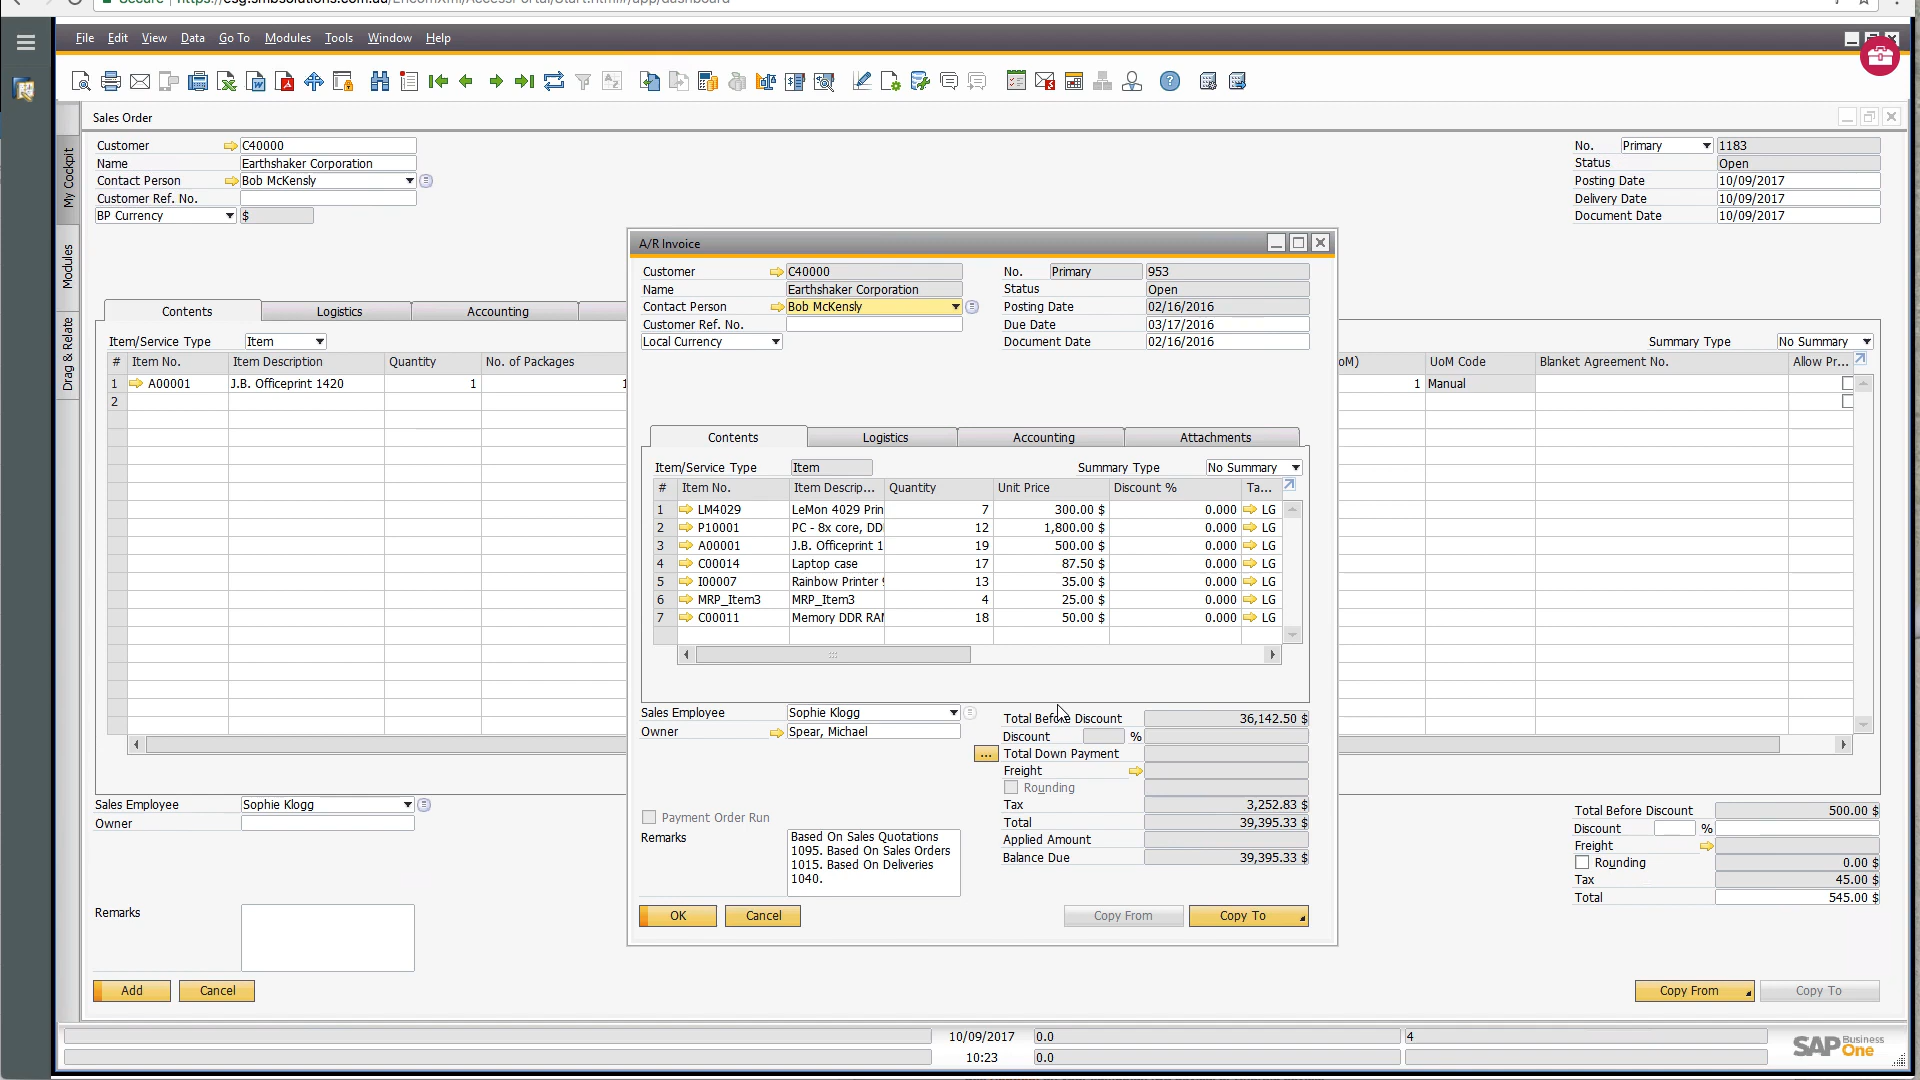 Secure
File Edit View Data Go To Modules Tools Window Help
Sales Order
My Cockpit
Modules
Drag & Relate
Customer C40000
Name Earthshaker Corporation
Contact Person Bob McKensly
Customer Ref. No.
BP Currency $
No. Primary 1183
Status Open
Posting Date 10/09/2017
Delivery Date 10/09/2017
Document Date 10/09/2017
Contents Logistics Accounting
Item/Service Type Item
Summary Type No Summary
# Item No. Item Description Quantity No. of Packages
oM) UoM Code Blanket Agreement No. Allow Pr...
1 A00001 J.B. Officeprint 1420 1 1
1 Manual
2
A/R Invoice
Customer C40000
Name Earthshaker Corporation
Contact Person Bob McKensly
Customer Ref. No.
Local Currency
No. Primary 953
Status Open
Posting Date 02/16/2016
Due Date 03/17/2016
Document Date 02/16/2016
Contents Logistics Accounting Attachments
Item/Service Type Item Summary Type No Summary
# Item No. Item Descrip... Quantity Unit Price Discount % Ta...
1 LM4029 LeMon 4029 Prin 7 300.00 $ 0.000 LG
2 P10001 PC - 8x core, DD 12 1,800.00 $ 0.000 LG
3 A00001 J.B. Officeprint 1 19 500.00 $ 0.000 LG
4 C00014 Laptop case 17 87.50 $ 0.000 LG
5 I00007 Rainbow Printer 13 35.00 $ 0.000 LG
6 MRP_Item3 MRP_Item3 4 25.00 $ 0.000 LG
7 C00011 Memory DDR RAM 18 50.00 $ 0.000 LG
Sales Employee Sophie Klogg
Owner Spear, Michael
Total Before Discount 36,142.50 $
Discount %
... Total Down Payment
Freight
Rounding
Tax 3,252.83 $
Total 39,395.33 $
Applied Amount
Balance Due 39,395.33 $
Payment Order Run
Remarks Based On Sales Quotations
1095. Based On Sales Orders
1015. Based On Deliveries
1040.
OK Cancel Copy From Copy To
Sales Employee Sophie Klogg
Owner
Remarks
Total Before Discount 500.00 $
Discount %
Freight
Rounding 0.00 $
Tax 45.00 $
Total 545.00 $
Add Cancel Copy From Copy To
10/09/2017 0.0 4
10:23 0.0
SAP Business One